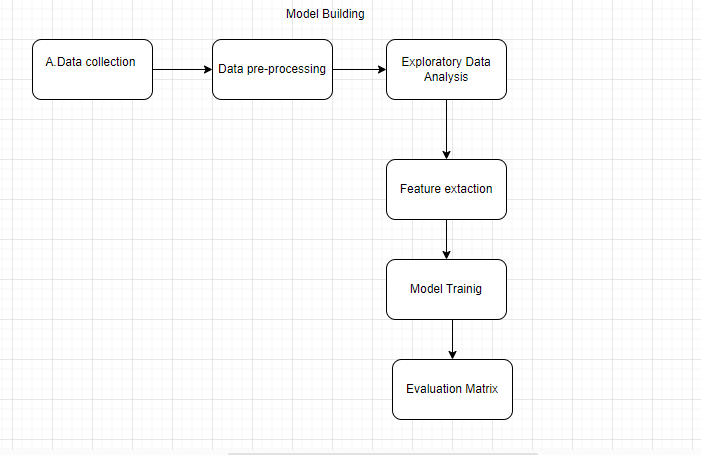 Model Building
A.Data collection
Data pre-processing
Exploratory Data
Analysis
Feature extaction
Model Trainig
Evaluation Matrix